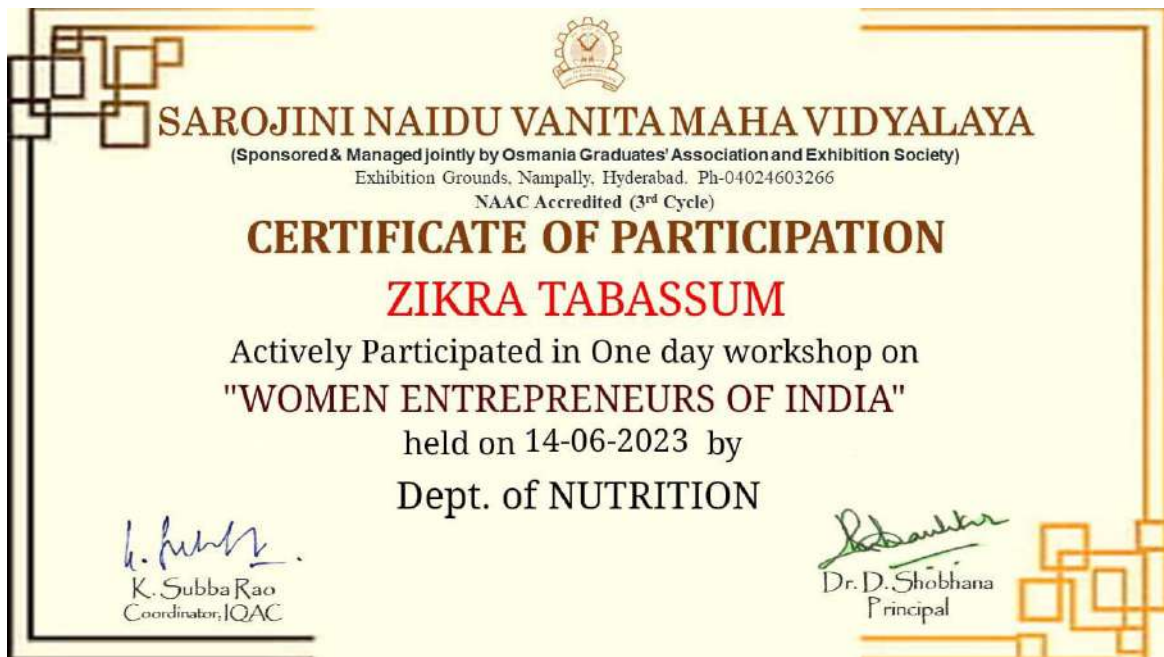 SAROJINI NAIDU VANITA MAHA VIDYALAYA
(Sponsored & Managed jointly by Osmania Graduates' Association and Exhibition Society)
Exhibition Grounds, Nampally, Hyderabad. Ph-04024603266
NAAC Accredited (3rd Cycle)
CERTIFICATE OF PARTICIPATION
ZIKRA TABASSUM
Actively Participated in One day workshop on
"WOMEN ENTREPRENEURS OF INDIA"
held on 14-06-2023 by
Dept. of NUTRITION
K. Subba Rao
Coordinator, IQAC
Dr. D. Shobhana
Principal